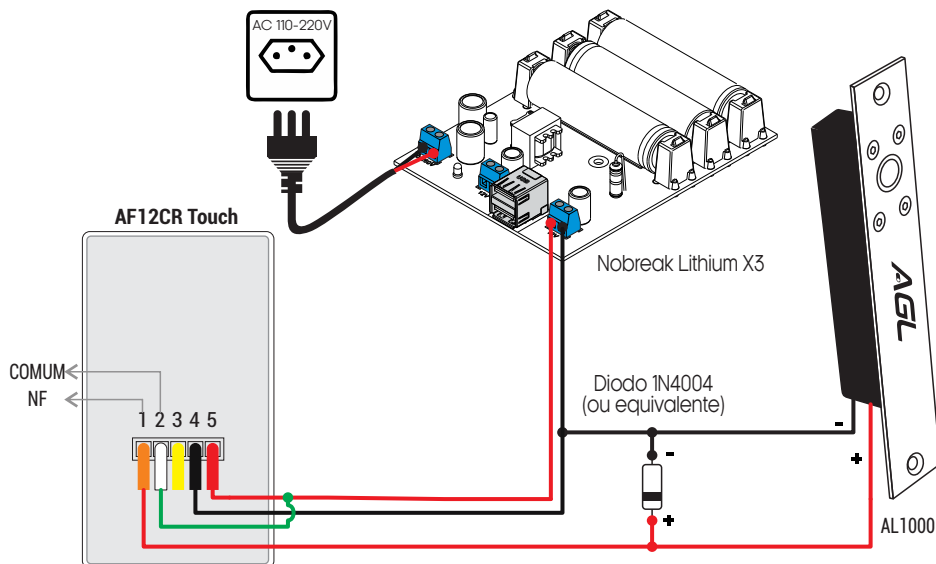 AC 110-220V
AF12CR Touch
Nobreak Lithium X3
COMUM
NF
1 2 3 4 5
Diodo 1N4004
(ou equivalente)
-
+
-
+
AGL
AL1000